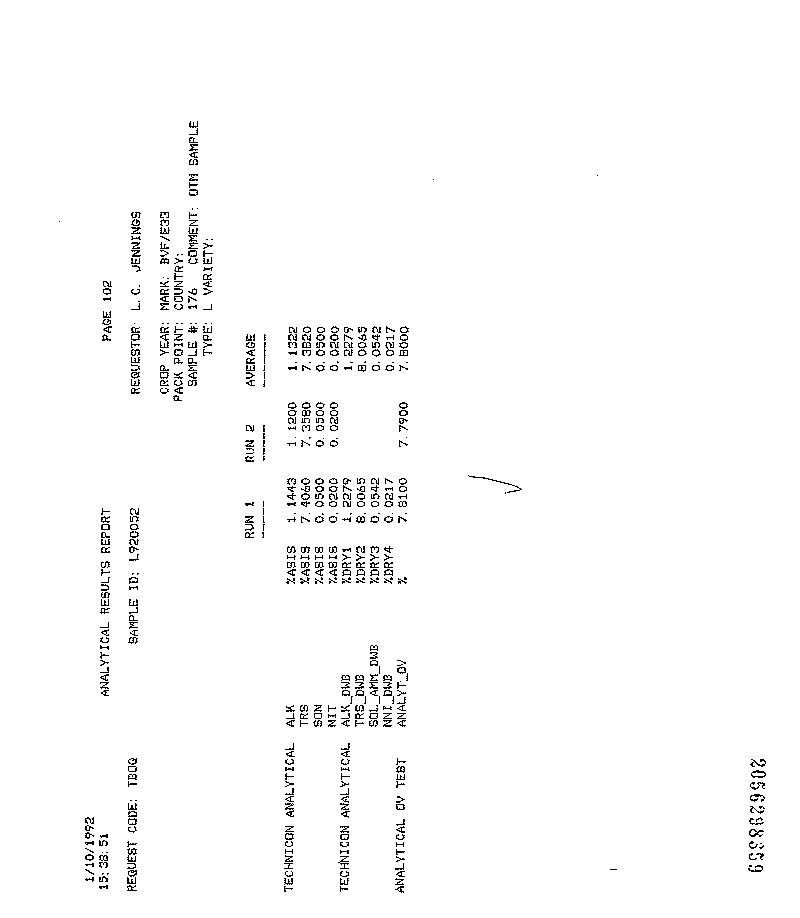 1/10/1992
15:38:51 ANALYTICAL RESULTS REPORT PAGE 102
REQUEST CODE: TBOQ SAMPLE ID: L920052 REQUESTOR: L. C. JENNINGS
CROP YEAR: MARK: BVF/E33
PACK POINT: COUNTRY:
SAMPLE #: 176 COMMENT: OTM SAMPLE
TYPE: L VARIETY:
RUN 1 RUN 2 AVERAGE
TECHNICON ANALYTICAL ALK %ASIS 1.1443 1.1200 1.1322
TRS %ASIS 7.4060 7.3580 7.3820
SON %ASIS 0.0500 0.0500 0.0500
NIT %ASIS 0.0200 0.0200 0.0200
TECHNICON ANALYTICAL ALK_DWB %DRY1 1.2279 1.2279
TRS_DWB %DRY2 8.0065 8.0065
SOL_AMM_DWB %DRY3 0.0542 0.0542
NNI_DWB %DRY4 0.0217 0.0217
ANALYTICAL OV TEST ANALYT_OV % 7.8100 7.7900 7.8000
2056298359